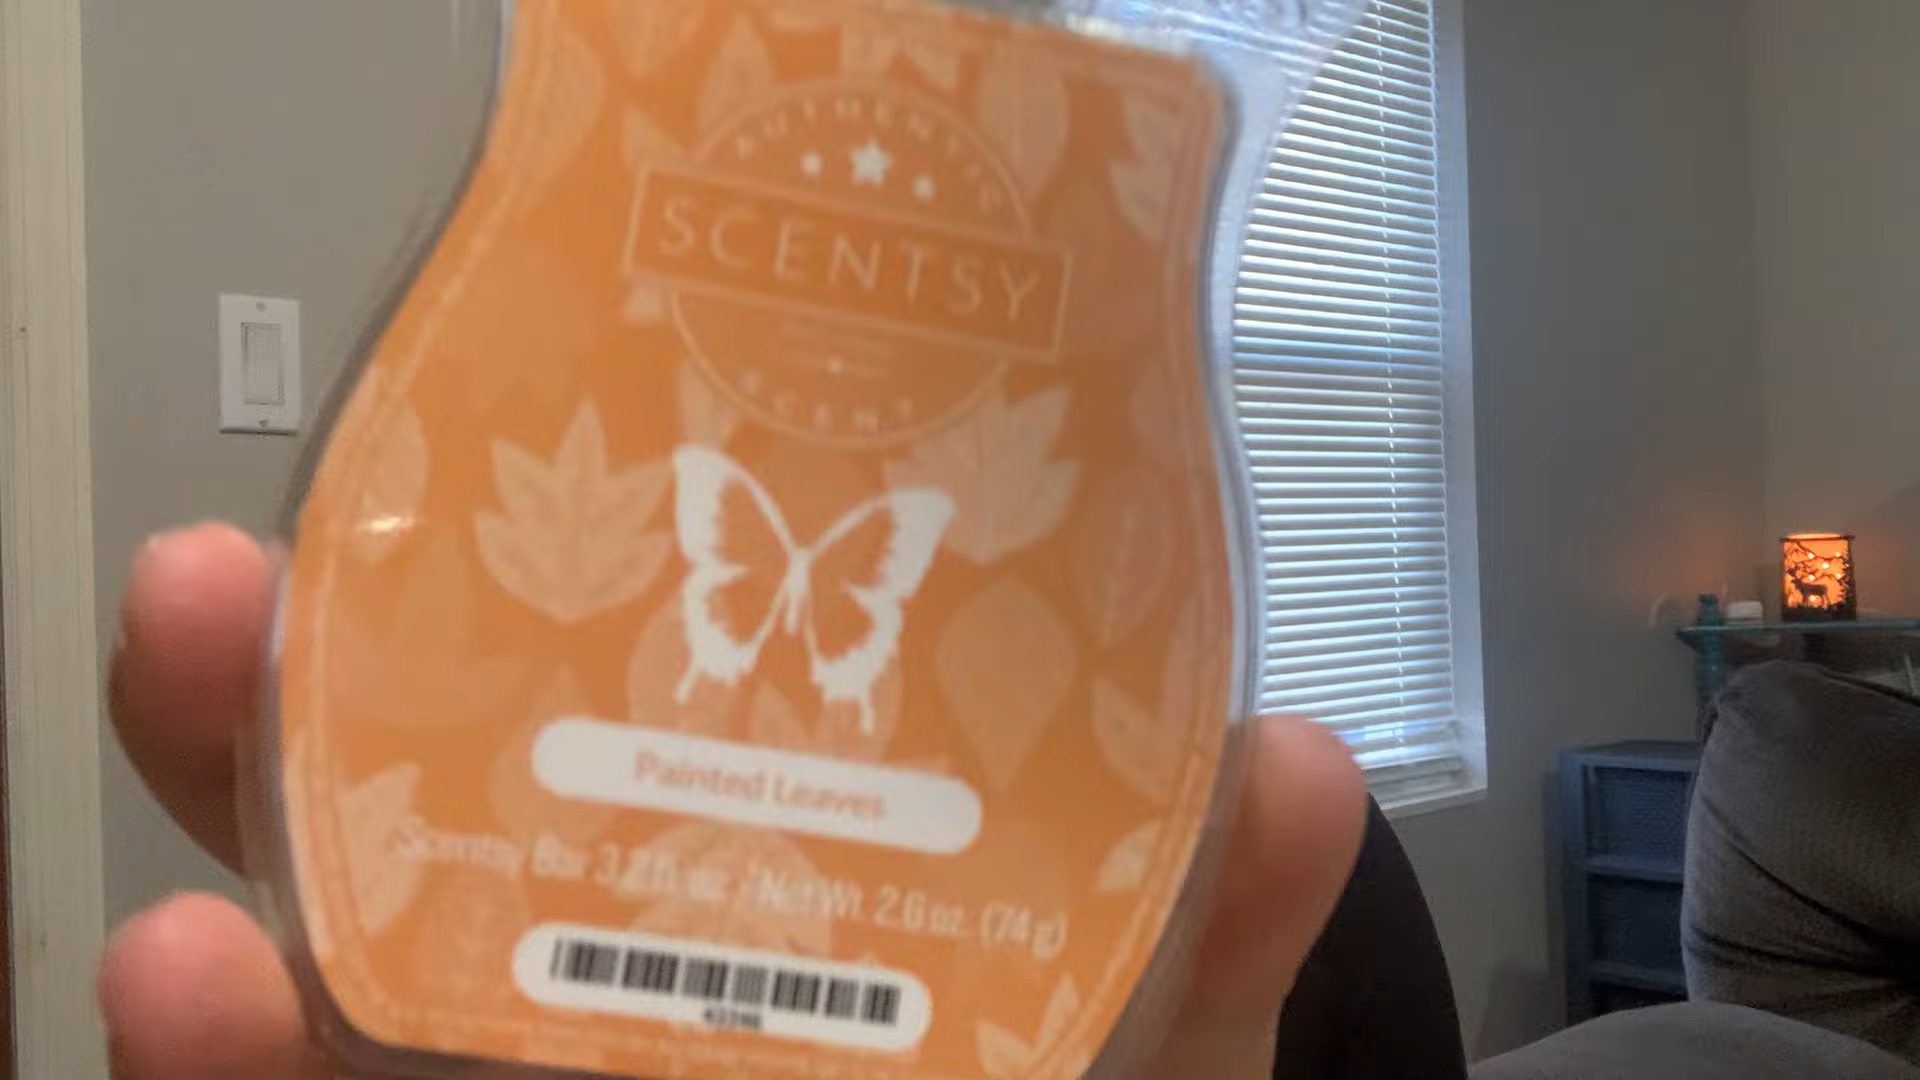 AUTHENTIC
SCENTSY
SCENT
Painted Leaves
Scentsy Bar 3.2 fl. oz. / Net Wt. 2.6 oz. (74 g)